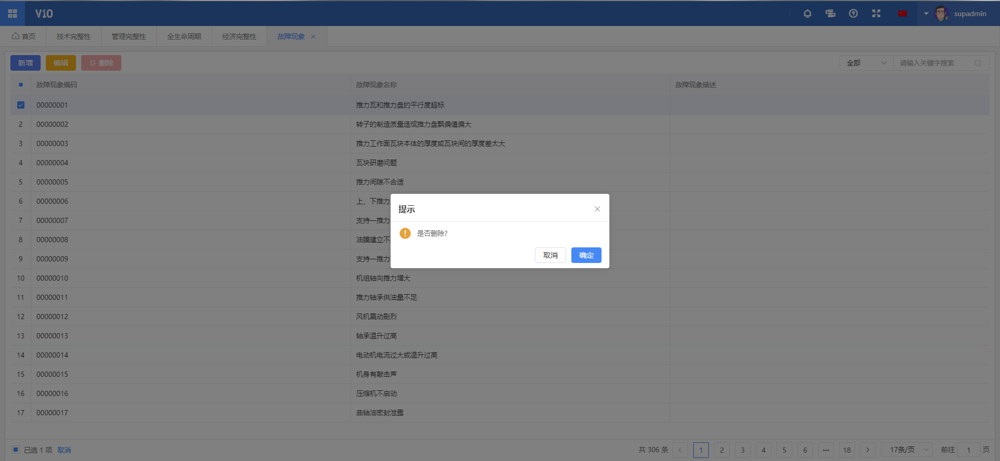 V10
supadmin
首页 技术完整性 管理完整性 全生命周期 经济完整性 故障现象
新增 编辑 删除 全部 请输入关键字搜索
故障现象编码 故障现象名称 故障现象描述
00000001 推力瓦和推力盘的平行度超标
2 00000002 转子的制造质量造成推力盘飘偏值偏大
3 00000003 推力工作面瓦块本体的厚度或瓦块间的厚度差太大
4 00000004 瓦块研磨问题
5 00000005 推力间隙不合适
6 00000006 上、下推力
7 00000007 支持—推力
8 00000008 油膜建立不
9 00000009 支持—推力
10 00000010 机组轴向推力增大
11 00000011 推力轴承供油量不足
12 00000012 风机震动剧烈
13 00000013 轴承温升过高
14 00000014 电动机电流过大或温升过高
15 00000015 机身有敲击声
16 00000016 压缩机不启动
17 00000017 曲轴油密封泄露
提示
是否删除?
取消 确定
已选 1 项 取消 共 306 条 1 2 3 4 5 6 ••• 18 17条/页 前往 1 页